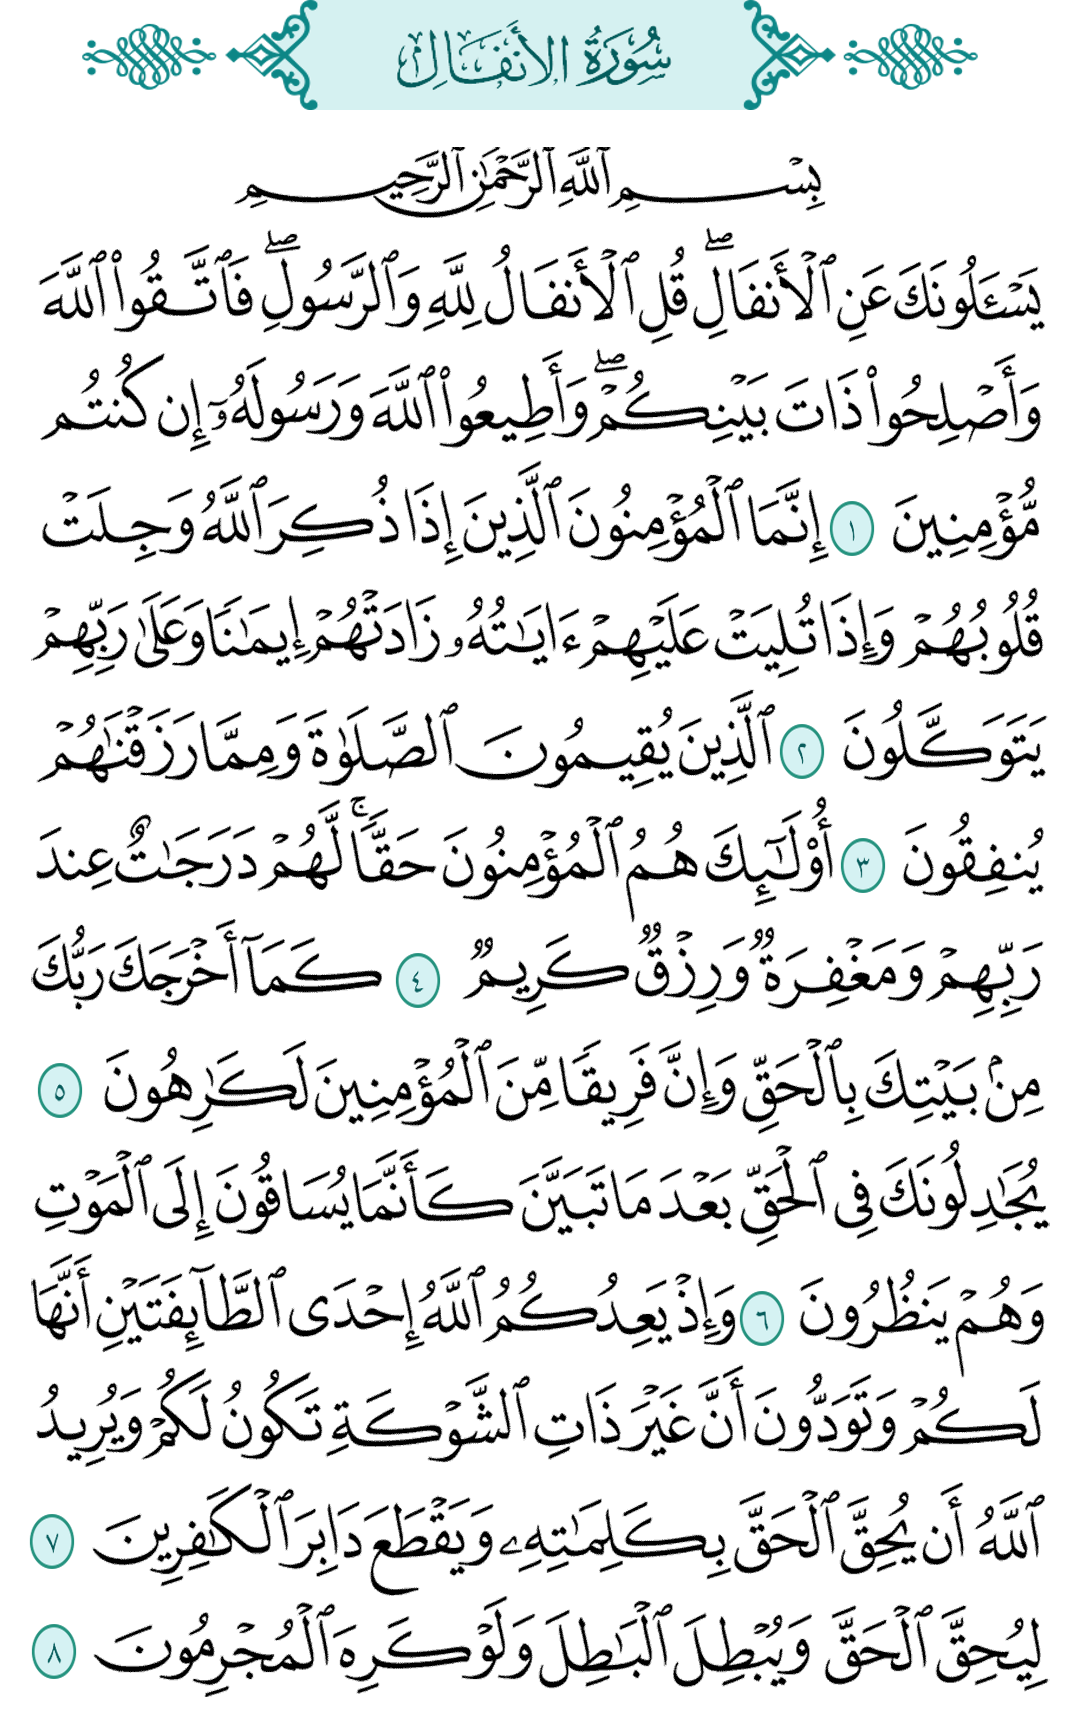 سُورَةُ الأَنفَالِ
بِسْمِ ٱللَّهِ ٱلرَّحْمَٰنِ ٱلرَّحِيمِ
يَسْـَٔلُونَكَ عَنِ ٱلْأَنفَالِ ۖ قُلِ ٱلْأَنفَالُ لِلَّهِ وَٱلرَّسُولِ ۖ فَٱتَّقُوا۟ ٱللَّهَ
وَأَصْلِحُوا۟ ذَاتَ بَيْنِكُمْ ۖ وَأَطِيعُوا۟ ٱللَّهَ وَرَسُولَهُۥٓ إِن كُنتُم
مُّؤْمِنِينَ ١ إِنَّمَا ٱلْمُؤْمِنُونَ ٱلَّذِينَ إِذَا ذُكِرَ ٱللَّهُ وَجِلَتْ
قُلُوبُهُمْ وَإِذَا تُلِيَتْ عَلَيْهِمْ ءَايَـٰتُهُۥ زَادَتْهُمْ إِيمَـٰنًا وَعَلَىٰ رَبِّهِمْ
يَتَوَكَّلُونَ ٢ ٱلَّذِينَ يُقِيمُونَ ٱلصَّلَوٰةَ وَمِمَّا رَزَقْنَـٰهُمْ
يُنفِقُونَ ٣ أُو۟لَـٰٓئِكَ هُمُ ٱلْمُؤْمِنُونَ حَقًّا ۚ لَّهُمْ دَرَجَـٰتٌ عِندَ
رَبِّهِمْ وَمَغْفِرَةٌ وَرِزْقٌ كَرِيمٌ ٤ كَمَآ أَخْرَجَكَ رَبُّكَ
مِنۢ بَيْتِكَ بِٱلْحَقِّ وَإِنَّ فَرِيقًا مِّنَ ٱلْمُؤْمِنِينَ لَكَـٰرِهُونَ ٥
يُجَـٰدِلُونَكَ فِى ٱلْحَقِّ بَعْدَ مَا تَبَيَّنَ كَأَنَّمَا يُسَاقُونَ إِلَى ٱلْمَوْتِ
وَهُمْ يَنظُرُونَ ٦ وَإِذْ يَعِدُكُمُ ٱللَّهُ إِحْدَى ٱلطَّآئِفَتَيْنِ أَنَّهَا
لَكُمْ وَتَوَدُّونَ أَنَّ غَيْرَ ذَاتِ ٱلشَّوْكَةِ تَكُونُ لَكُمْ وَيُرِيدُ
ٱللَّهُ أَن يُحِقَّ ٱلْحَقَّ بِكَلِمَـٰتِهِۦ وَيَقْطَعَ دَابِرَ ٱلْكَـٰفِرِينَ ٧
لِيُحِقَّ ٱلْحَقَّ وَيُبْطِلَ ٱلْبَـٰطِلَ وَلَوْ كَرِهَ ٱلْمُجْرِمُونَ ٨